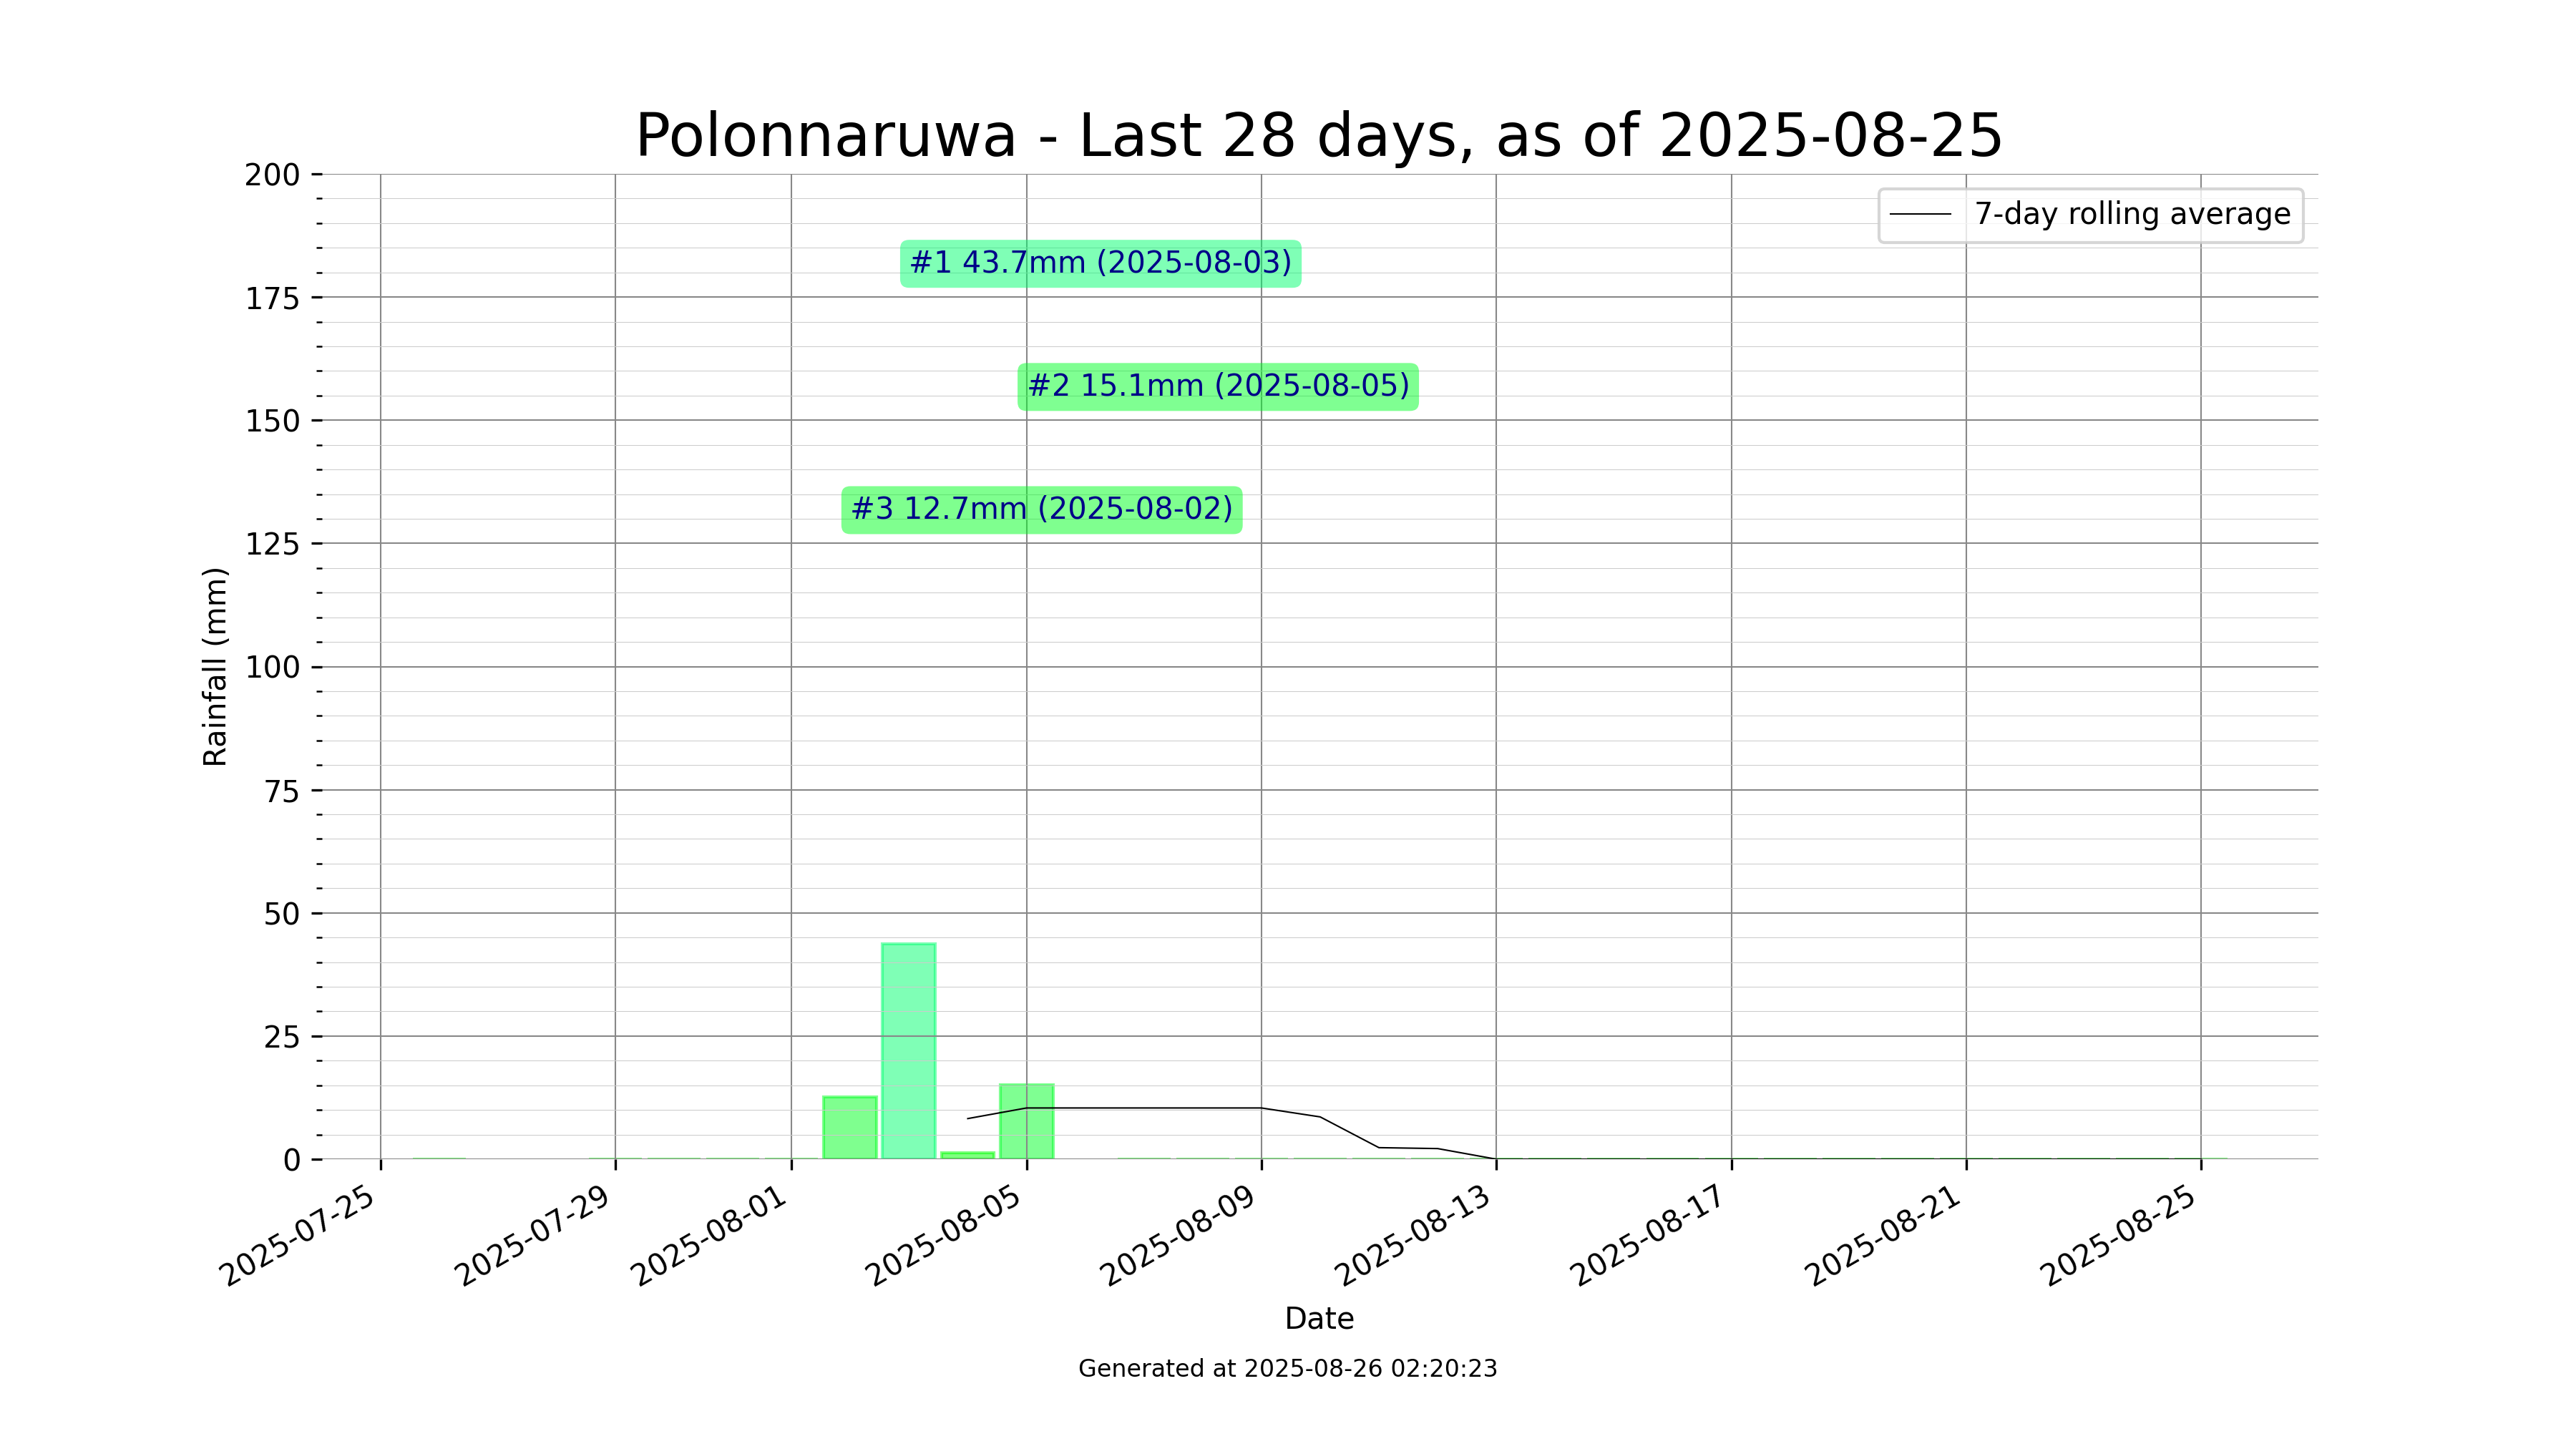 Polonnaruwa - Last 28 days, as of 2025-08-25
7-day rolling average
#1 43.7mm (2025-08-03)
#2 15.1mm (2025-08-05)
#3 12.7mm (2025-08-02)
Rainfall (mm)
200
175
150
125
100
75
50
25
0
2025-07-25
2025-07-29
2025-08-01
2025-08-05
2025-08-09
2025-08-13
2025-08-17
2025-08-21
2025-08-25
Date
Generated at 2025-08-26 02:20:23